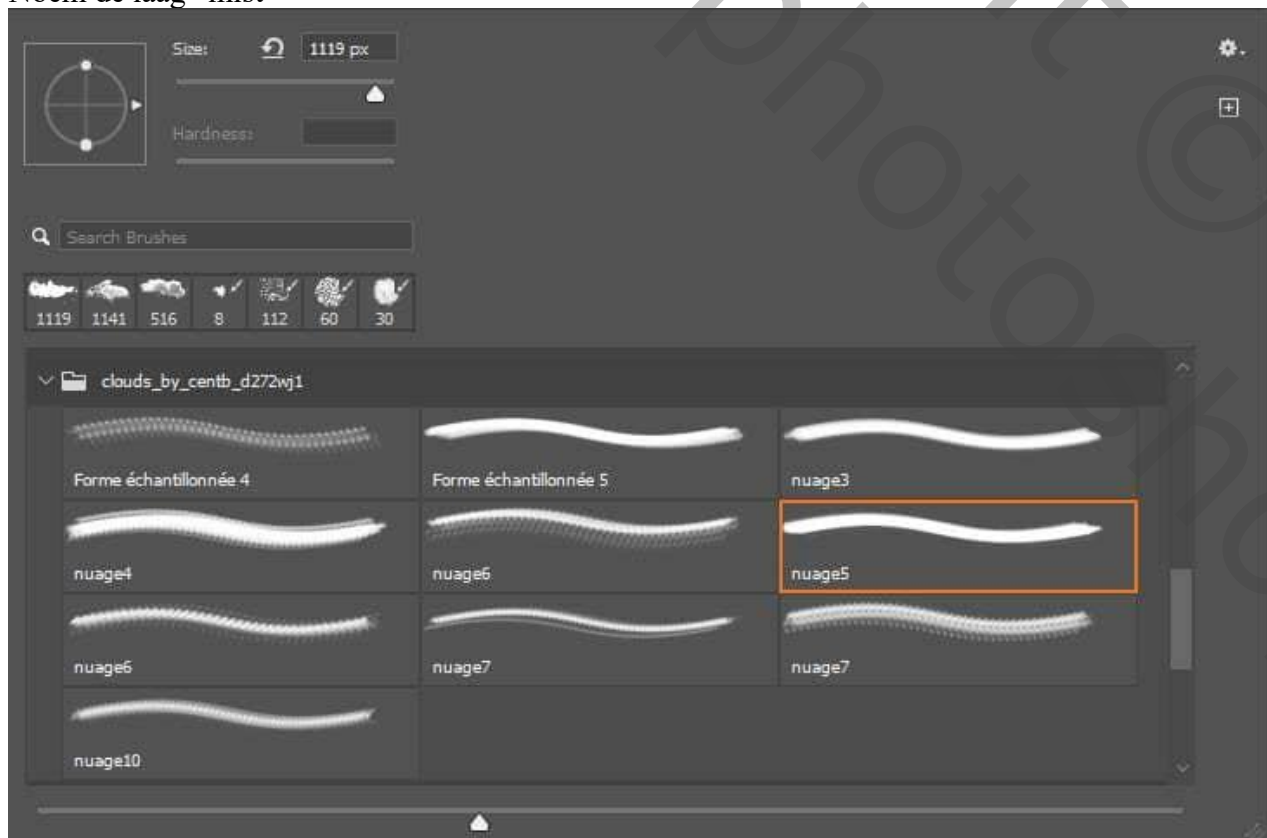 Noem de laag "mist"
Size: 1119 px
Hardness:
Search Brushes
1119 1141 516 8 112 60 30
clouds_by_centb_d272wj1
Forme échantillonnée 4 Forme échantillonnée 5 nuage3
nuage4 nuage6 nuage5
nuage6 nuage7 nuage7
nuage10